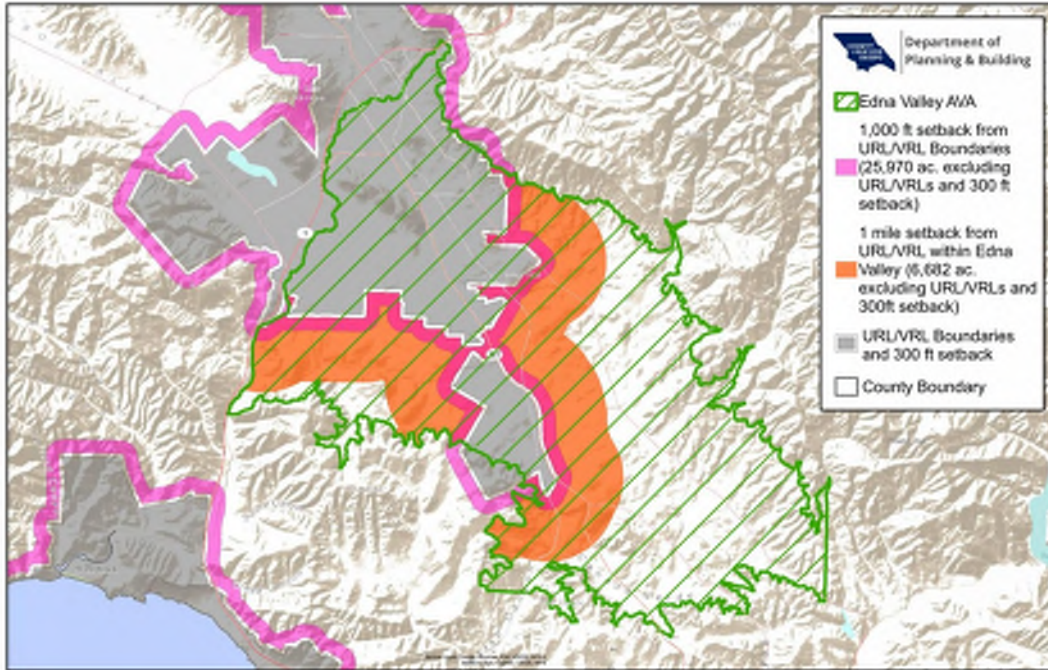 Department of
Planning & Building
Edna Valley AVA
1,000 ft setback from
URL/VRL Boundaries
(25,970 ac. excluding
URL/VRLs and 300 ft
setback)
1 mile setback from
URL/VRL within Edna
Valley (6,682 ac.
excluding URL/VRLs and
300ft setback)
URL/VRL Boundaries
and 300 ft setback
County Boundary